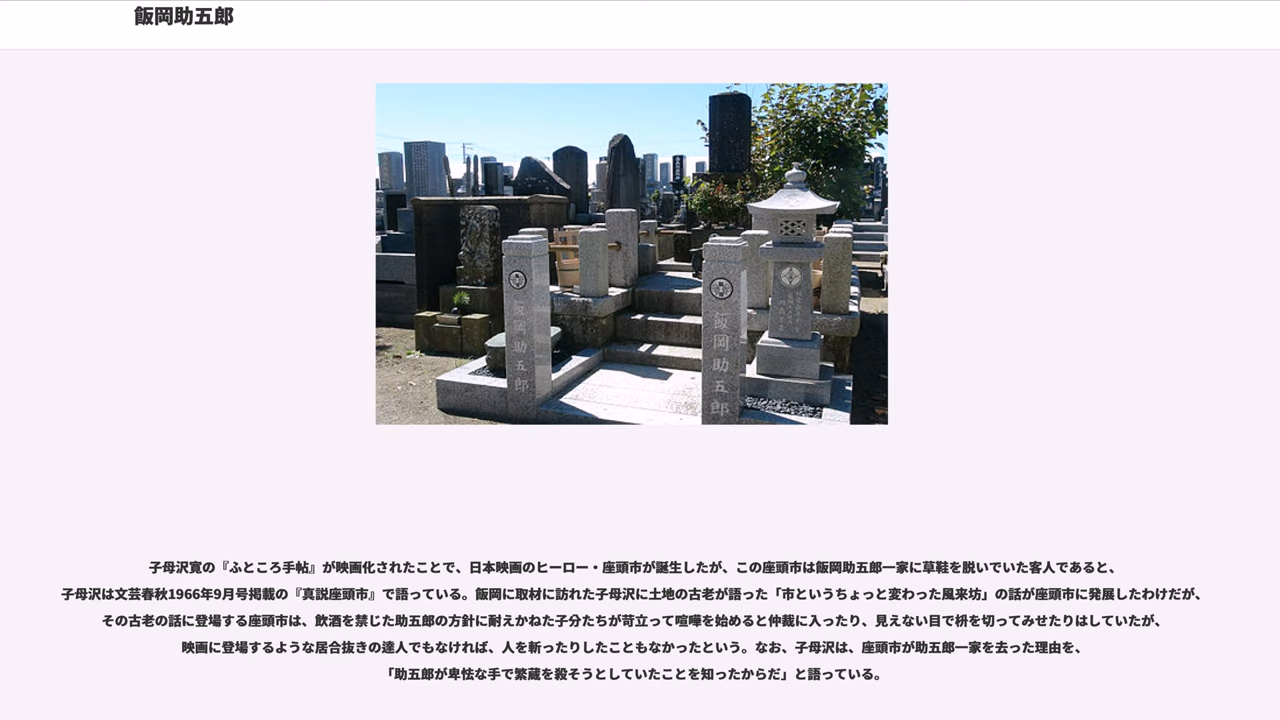 飯岡助五郎
飯岡助五郎
飯岡助五郎
子母沢寛の『ふところ手帖』が映画化されたことで、日本映画のヒーロー・座頭市が誕生したが、この座頭市は飯岡助五郎一家に草鞋を脱いでいた客人であると、
子母沢は文芸春秋1966年9月号掲載の『真説座頭市』で語っている。飯岡に取材に訪れた子母沢に土地の古老が語った「市というちょっと変わった風来坊」の話が座頭市に発展したわけだが、
その古老の話に登場する座頭市は、飲酒を禁じた助五郎の方針に耐えかねた子分たちが苛立って喧嘩を始めると仲裁に入ったり、見えない目で枡を切ってみせたりはしていたが、
映画に登場するような居合抜きの達人でもなければ、人を斬ったりしたこともなかったという。なお、子母沢は、座頭市が助五郎一家を去った理由を、
「助五郎が卑怯な手で繁蔵を殺そうとしていたことを知ったからだ」と語っている。